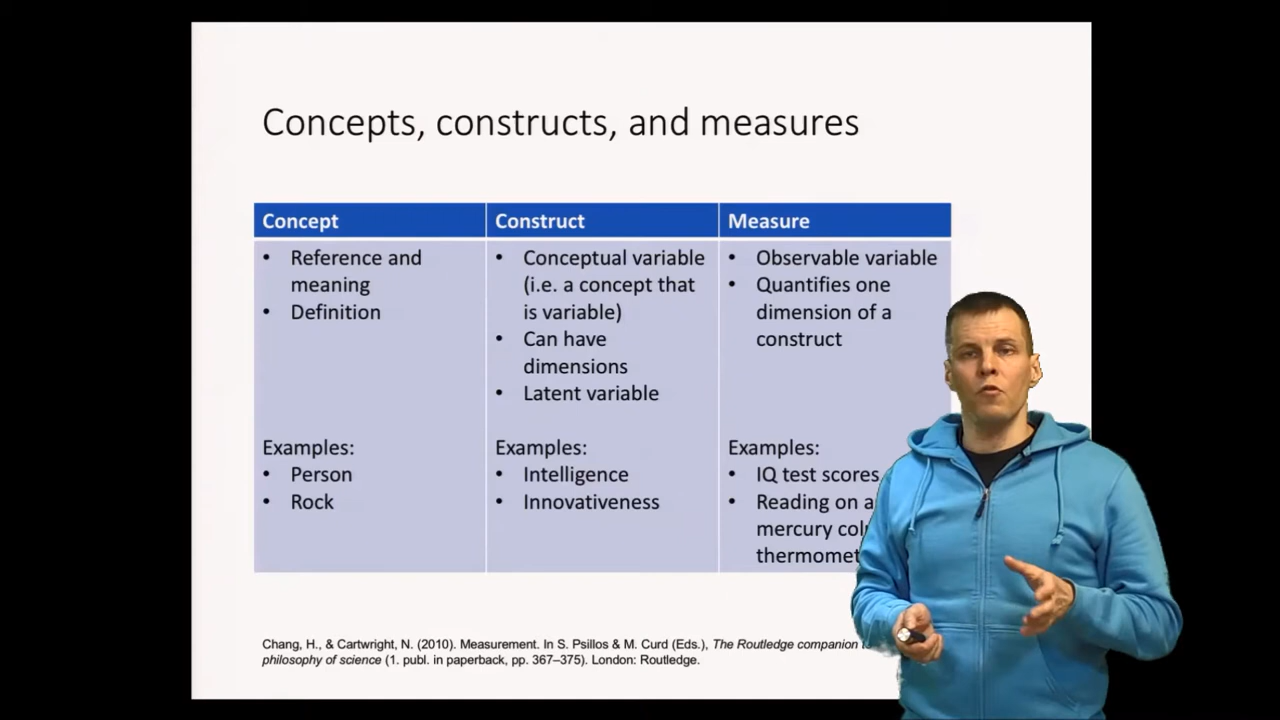 Concepts, constructs, and measures
Concept
Construct
Measure
• Reference and
meaning
• Definition
Examples:
• Person
• Rock
• Conceptual variable
(i.e. a concept that
is variable)
• Can have
dimensions
• Latent variable
Examples:
• Intelligence
• Innovativeness
• Observable variable
• Quantifies one
dimension of a
construct
Examples:
• IQ test scores
• Reading on a
mercury
Chang, H., & Cartwright, N. (2010). Measurement. In S. Psillos & M. Curd (Eds.), The Routledge companion
philosophy of science (1. publ. in paperback, pp. 367–375). London: Routledge.